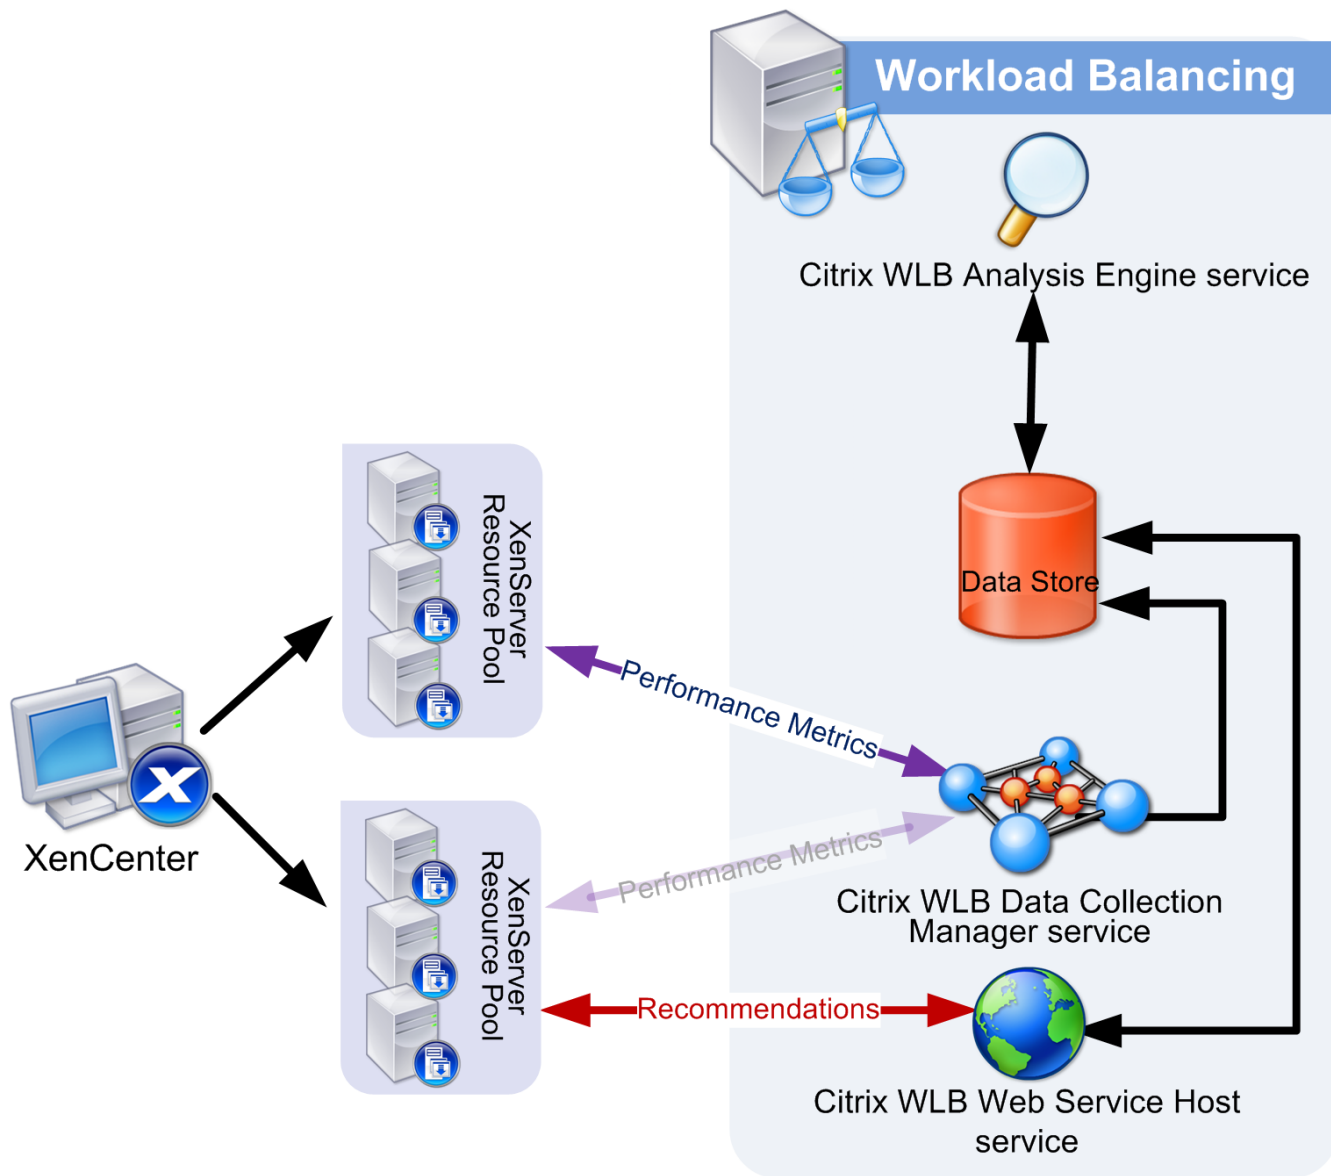 Workload Balancing
Citrix WLB Analysis Engine service
Data Store
XenServer
Resource Pool
Performance Metrics
XenCenter
XenServer
Resource Pool
Performance Metrics
Citrix WLB Data Collection
Manager service
Recommendations
Citrix WLB Web Service Host
service